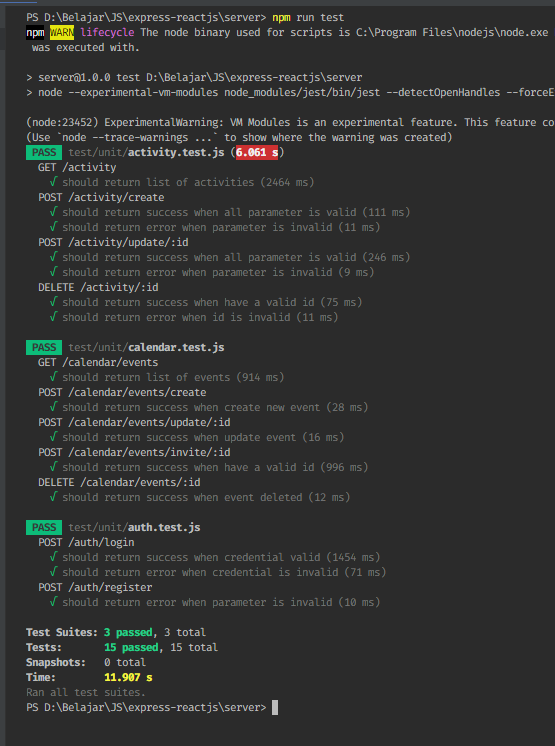 PS D:\Belajar\JS\express-reactjs\server> npm run test
npm WARN lifecycle The node binary used for scripts is C:\Program Files\nodejs\node.exe
 was executed with.
> server@1.0.0 test D:\Belajar\JS\express-reactjs\server
> node --experimental-vm-modules node_modules/jest/bin/jest --detectOpenHandles --forceE
(node:23452) ExperimentalWarning: VM Modules is an experimental feature. This feature co
(Use `node --trace-warnings ...` to show where the warning was created)
PASS test/unit/activity.test.js (6.061 s)
GET /activity
√ should return list of activities (2464 ms)
POST /activity/create
√ should return success when all parameter is valid (111 ms)
√ should return error when parameter is invalid (11 ms)
POST /activity/update/:id
√ should return success when all parameter is valid (246 ms)
√ should return error when parameter is invalid (9 ms)
DELETE /activity/:id
√ should return success when have a valid id (75 ms)
√ should return error when id is invalid (11 ms)
PASS test/unit/calendar.test.js
GET /calendar/events
√ should return list of events (914 ms)
POST /calendar/events/create
√ should return success when create new event (28 ms)
POST /calendar/events/update/:id
√ should return success when update event (16 ms)
POST /calendar/events/invite/:id
√ should return success when have a valid id (996 ms)
DELETE /calendar/events/:id
√ should return success when event deleted (12 ms)
PASS test/unit/auth.test.js
POST /auth/login
√ should return success when credential valid (1454 ms)
√ should return error when credential is invalid (71 ms)
POST /auth/register
√ should return error when parameter is invalid (10 ms)
Test Suites: 3 passed, 3 total
Tests: 15 passed, 15 total
Snapshots: 0 total
Time: 11.907 s
Ran all test suites.
PS D:\Belajar\JS\express-reactjs\server>